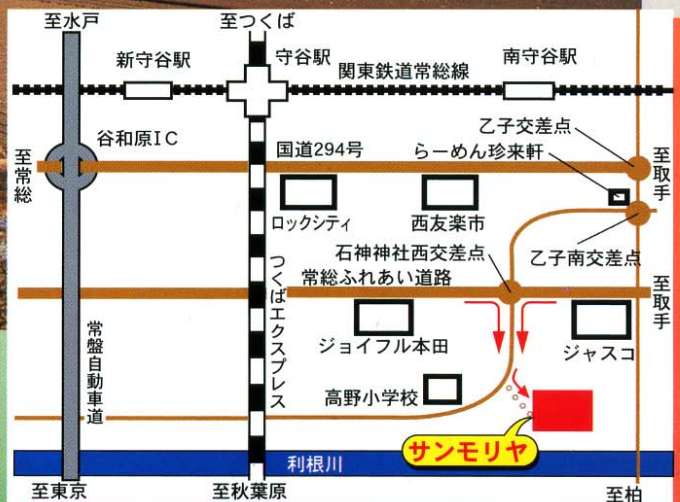 至水戸
至つくば
新守谷駅
守谷駅
南守谷駅
関東鉄道常総線
乙子交差点
谷和原IC
国道294号
らーめん珍来軒
至常総
至取手
ロックシティ
西友楽市
石神神社西交差点
乙子南交差点
常総ふれあい道路
至取手
つくばエクスプレス
ジョイフル本田
ジャスコ
常盤自動車道
高野小学校
サンモリヤ
利根川
至東京
至秋葉原
至柏